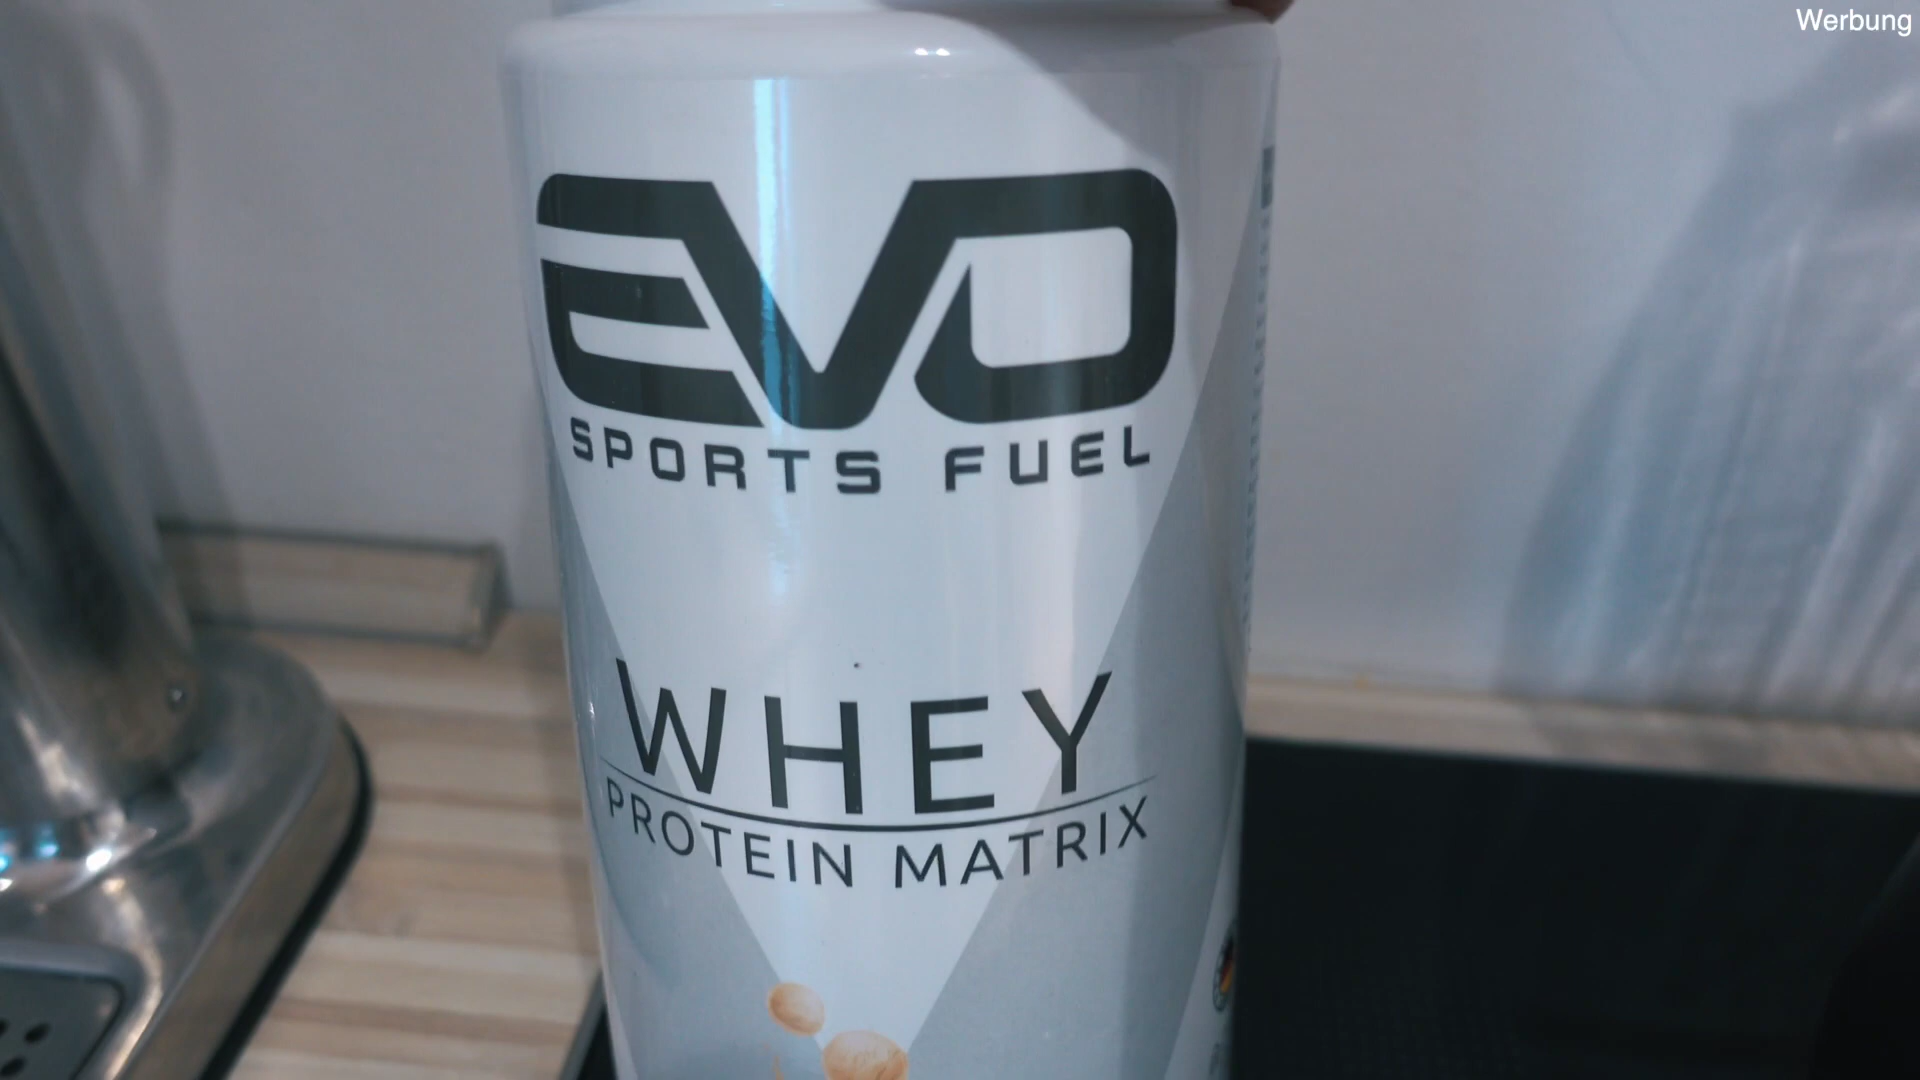 Werbung
EVO
SPORTS FUEL
WHEY
PROTEIN MATRIX